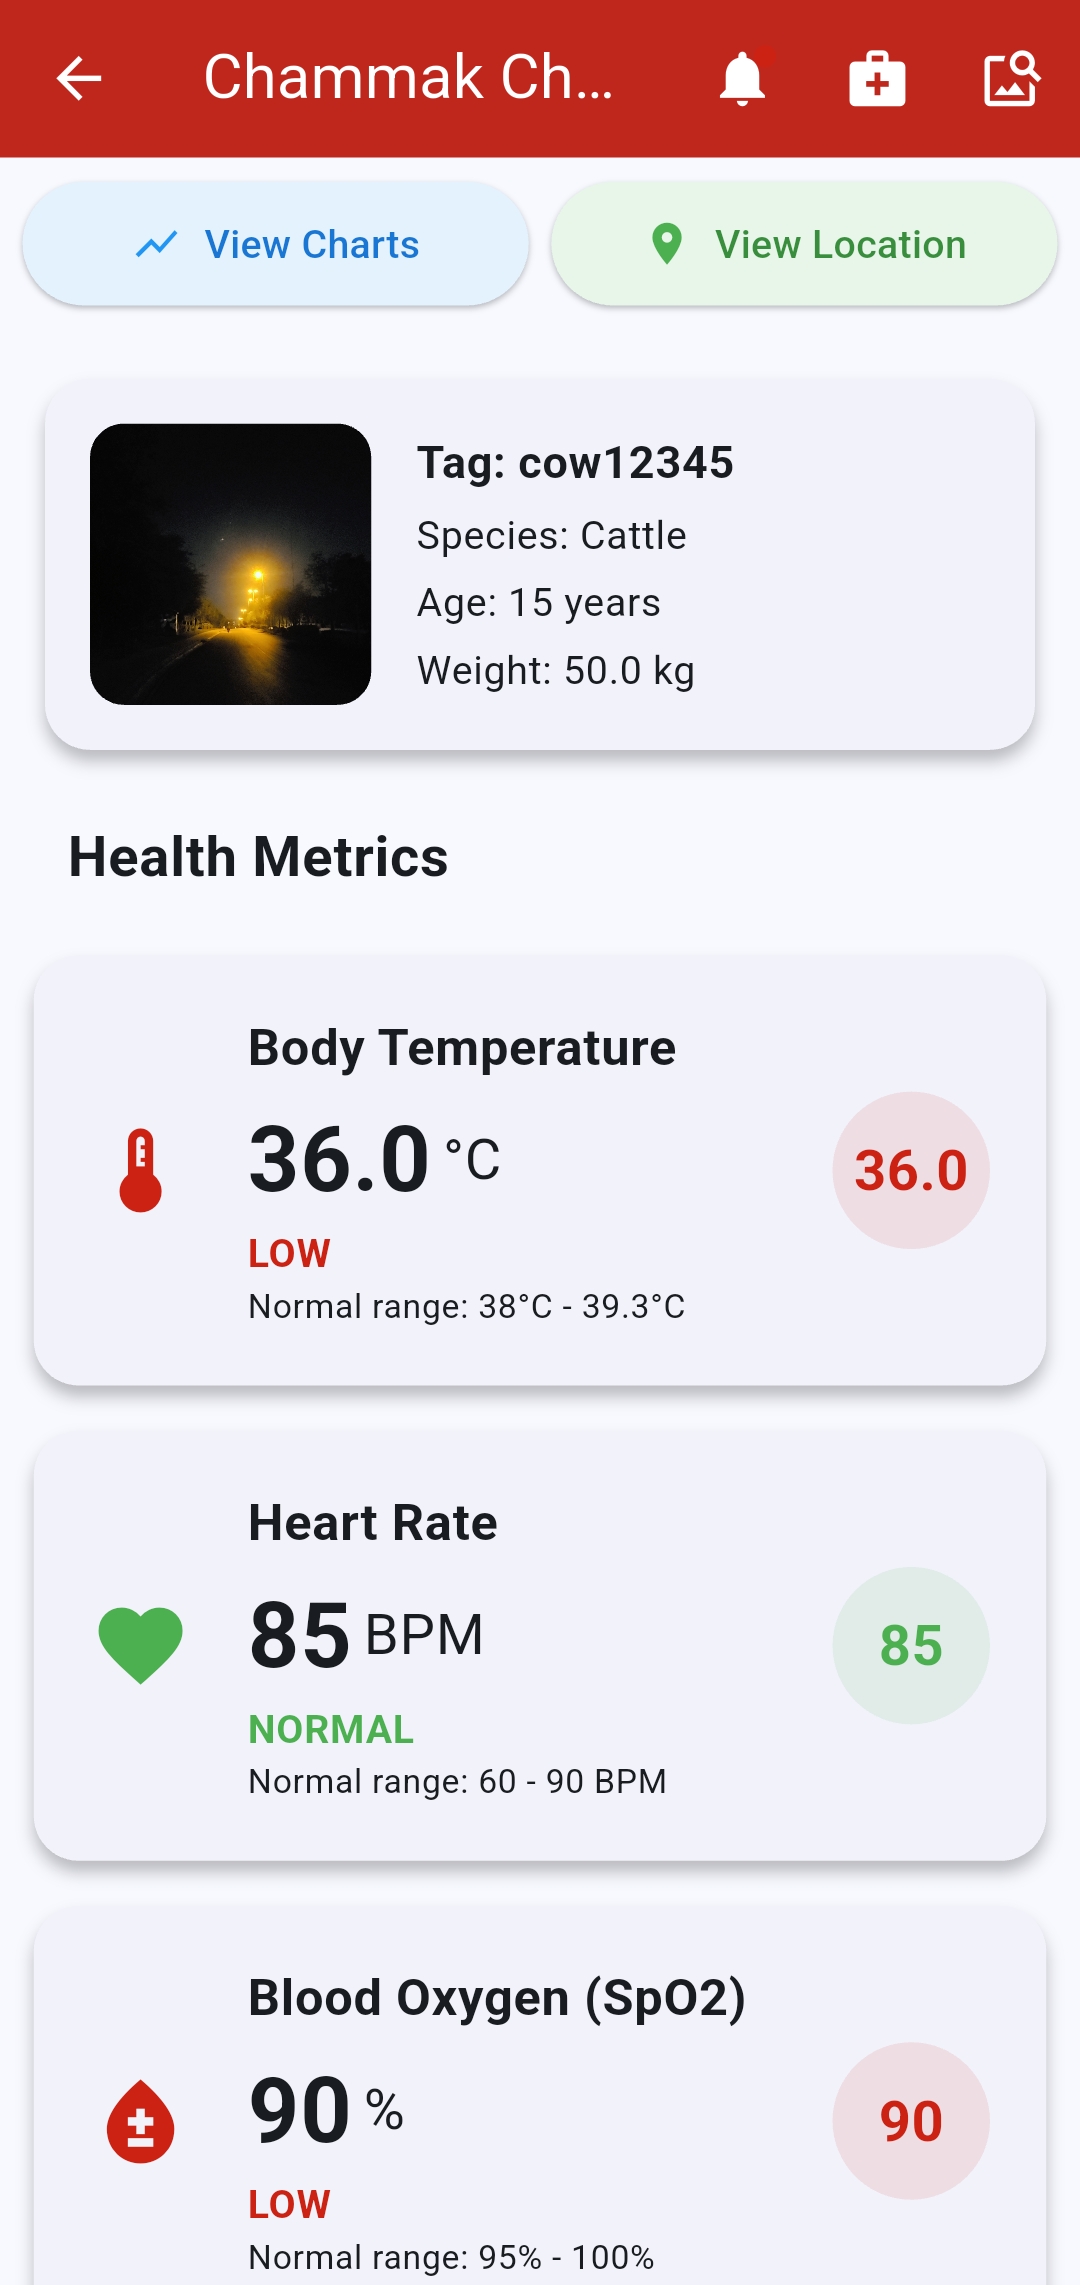 Chammak Ch...
View Charts
View Location
Tag: cow12345
Species: Cattle
Age: 15 years
Weight: 50.0 kg
Health Metrics
Body Temperature
36.0 °C
36.0
LOW
Normal range: 38°C - 39.3°C
Heart Rate
85 BPM
85
NORMAL
Normal range: 60 - 90 BPM
Blood Oxygen (SpO2)
90 %
90
LOW
Normal range: 95% - 100%